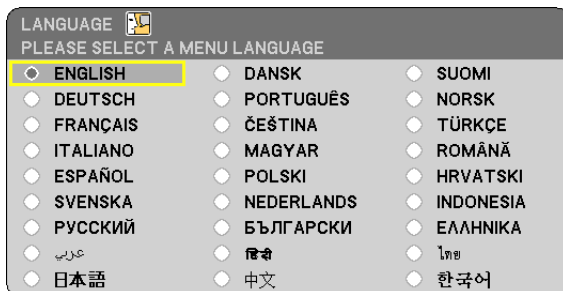 LANGUAGE
PLEASE SELECT A MENU LANGUAGE
ENGLISH DANSK SUOMI
DEUTSCH PORTUGUÊS NORSK
FRANÇAIS ČEŠTINA TÜRKÇE
ITALIANO MAGYAR ROMÂNĂ
ESPAÑOL POLSKI HRVATSKI
SVENSKA NEDERLANDS INDONESIA
РУССКИЙ БЪЛГАРСКИ ΕΛΛΗΝΙΚΑ
عربي हिंदी ไทย
日本語 中文 한국어